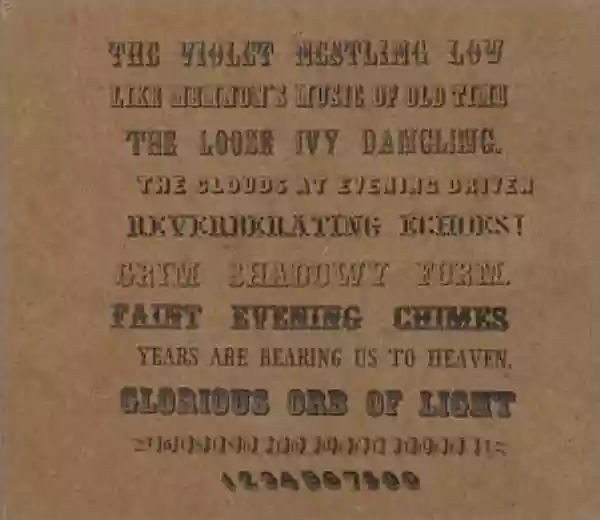 THE VIOLET NESTLING LOW
LIKE MEMNON'S MUSIC OF OLD TIME
THE LOOSE IVY DANGLING.
THE CLOUDS AT EVENING DRIVEN
REVERBERATING ECHOES!
GRIM SHADOWY FORM.
FAINT EVENING CHIMES
YEARS ARE BEARING US TO HEAVEN.
GLORIOUS ORB OF LIGHT
1234567890